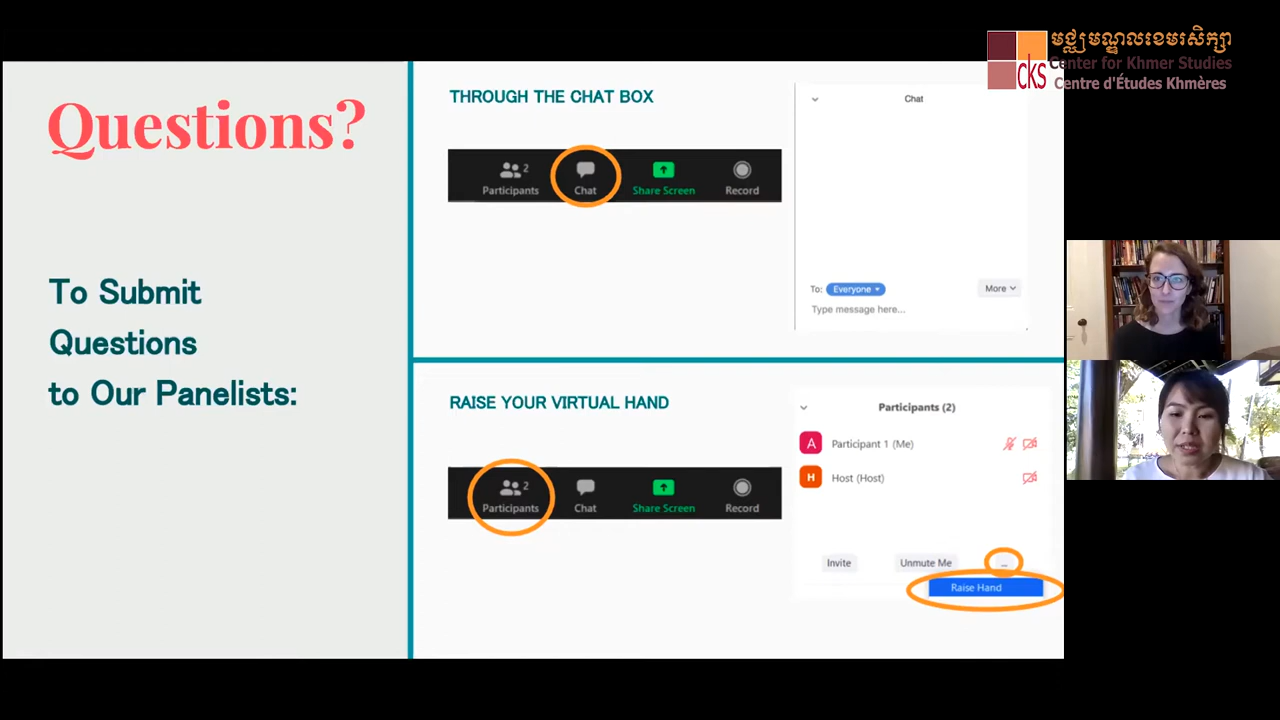 មជ្ឈមណ្ឌលខេមរសិក្សា
Center for Khmer Studies
Centre d'Études Khmères
CKS
Questions?
To Submit
Questions
to Our Panelists:
THROUGH THE CHAT BOX
2
Participants
Chat
Share Screen
Record
Chat
To: Everyone
More
Type message here...
RAISE YOUR VIRTUAL HAND
2
Participants
Chat
Share Screen
Record
Participants (2)
A Participant 1 (Me)
H Host (Host)
Invite
Unmute Me
...
Raise Hand